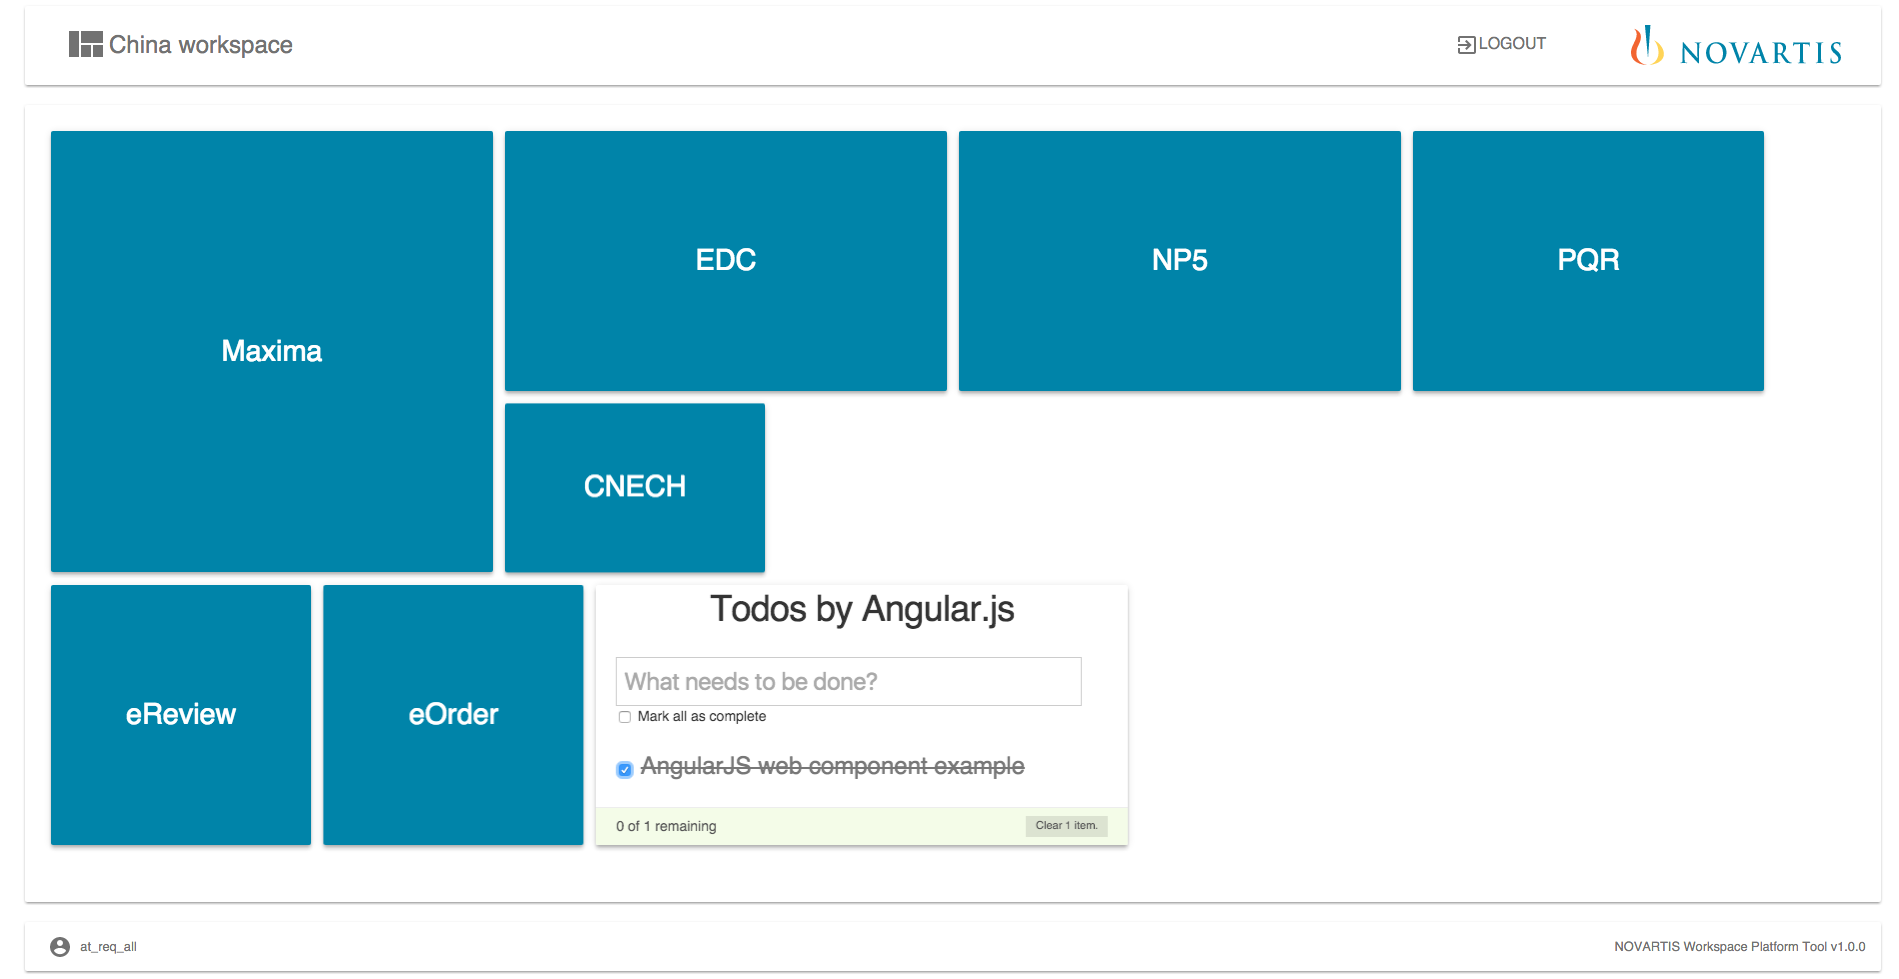 China workspace
LOGOUT
NOVARTIS
Maxima
EDC
NP5
PQR
CNECH
eReview
eOrder
Todos by Angular.js
What needs to be done?
Mark all as complete
AngularJS web component example
0 of 1 remaining
Clear 1 item.
at_req_all
NOVARTIS Workspace Platform Tool v1.0.0